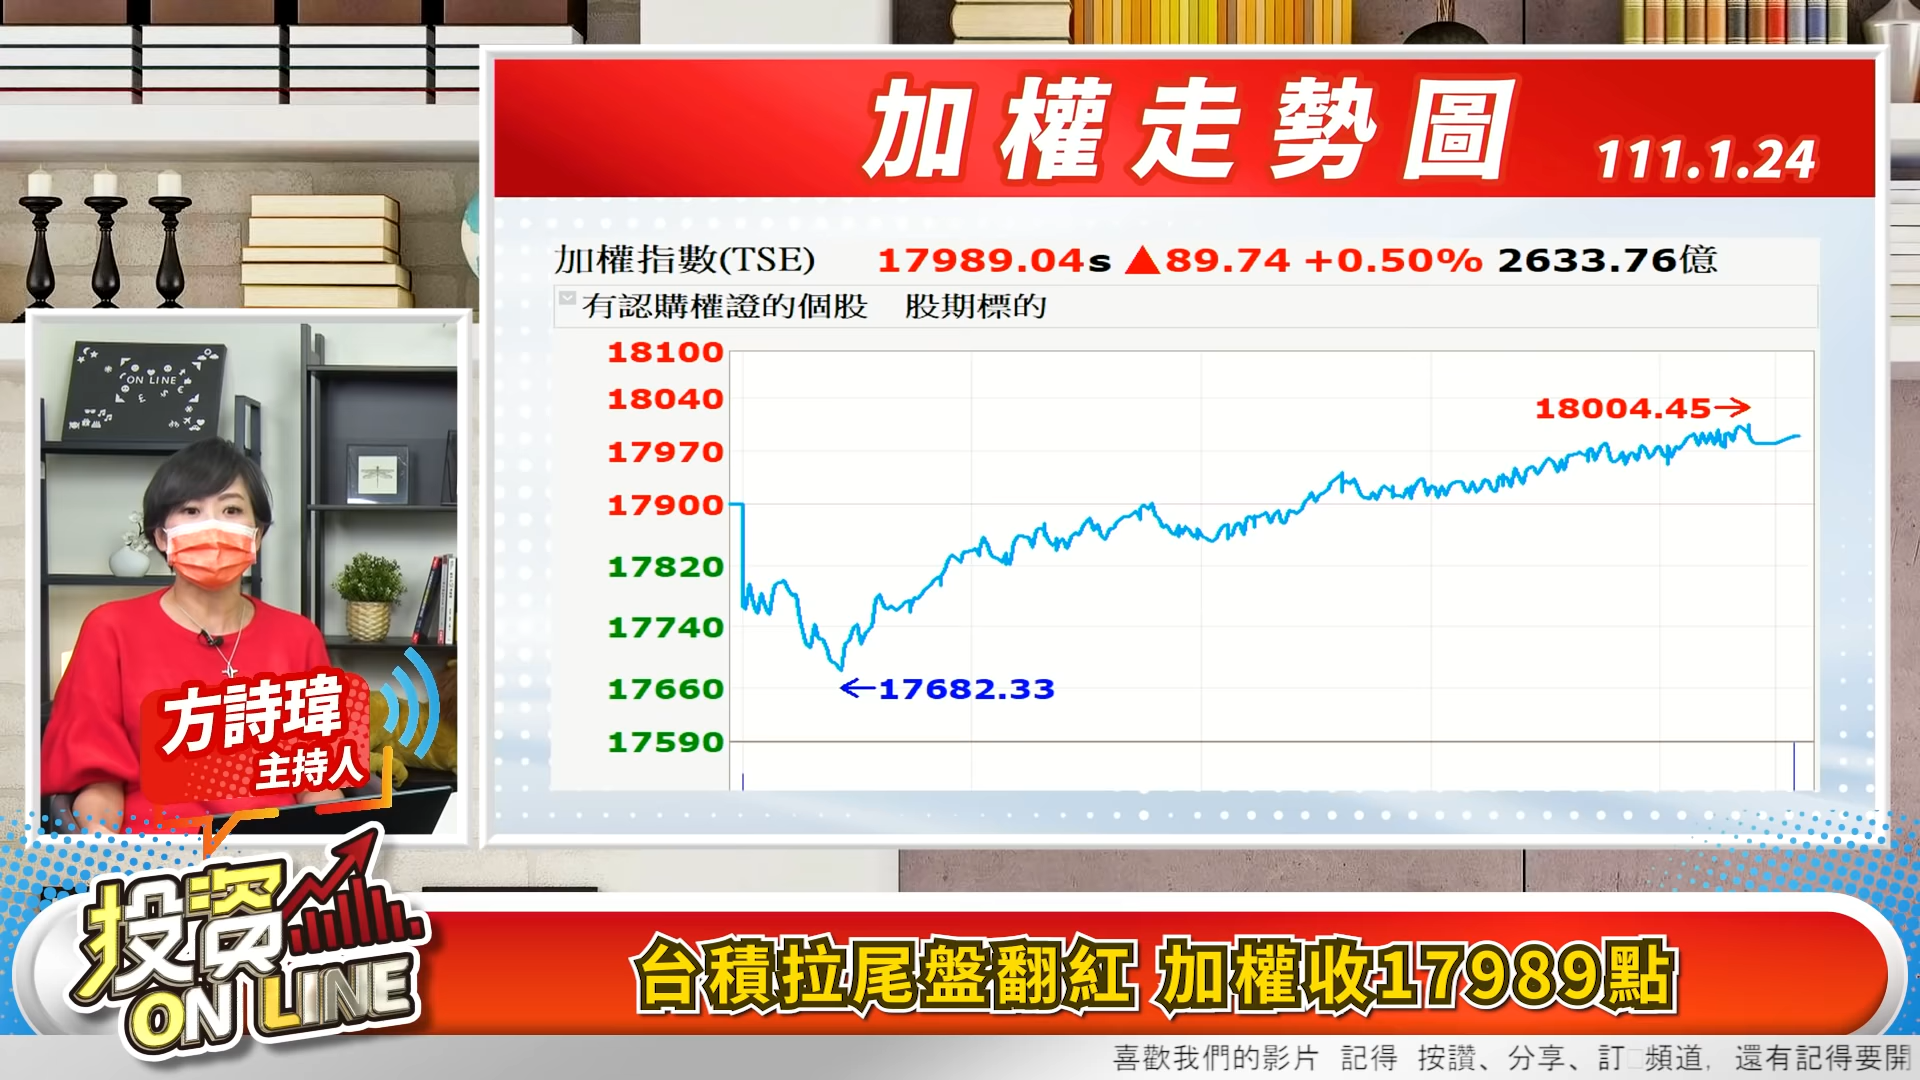 加權走勢圖 111.1.24
加權指數(TSE) 17989.04s ▲89.74 +0.50% 2633.76億
有認購權證的個股 股期標的
18100
18040
17970
17900
17820
17740
17660
17590
18004.45→
←17682.33
ON LINE
方詩瑋
主持人
投資
ON LINE
台積拉尾盤翻紅 加權收17989點
喜歡我們的影片 記得 按讚、分享、訂□頻道, 還有記得要開